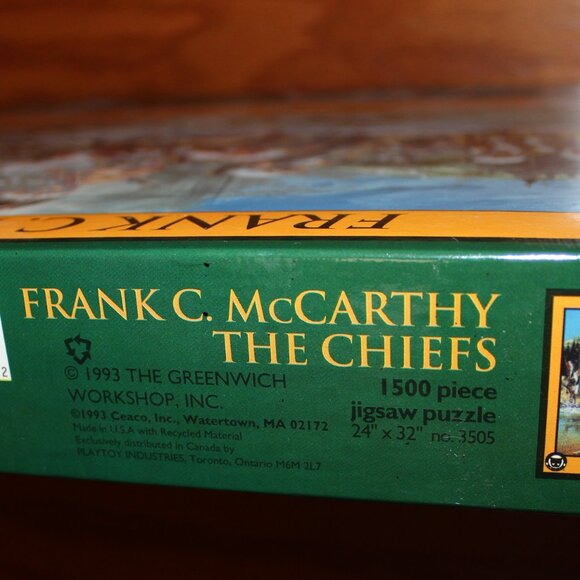 FRANK C.
FRANK C. McCARTHY
THE CHIEFS
© 1993 THE GREENWICH
WORKSHOP, INC.
©1993 Ceaco, Inc., Watertown, MA 02172
Made in U.S.A with Recycled Material
Exclusively distributed in Canada by
PLAYTOY INDUSTRIES, Toronto, Ontario M6M 2L7
1500 piece
jigsaw puzzle
24" x 32" no. 3505
2